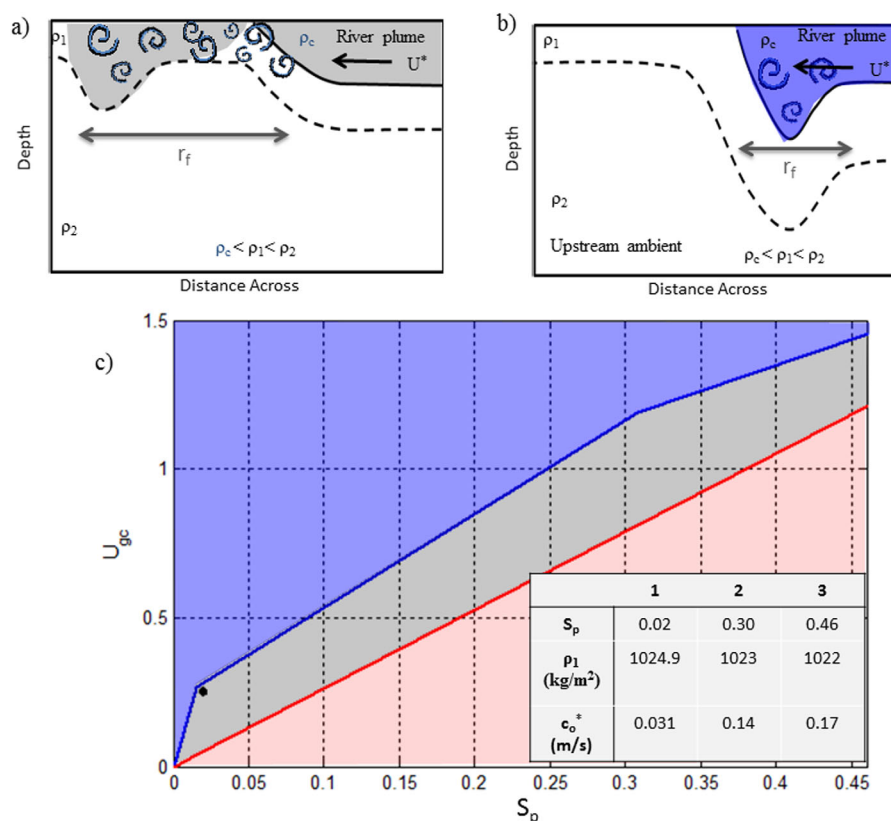 a)
ρ1
ρc
River plume
U*
rf
ρ2
ρc < ρ1 < ρ2
Depth
Distance Across
b)
ρ1
ρc
River plume
U*
rf
ρ2
Upstream ambient
ρc < ρ1 < ρ2
Depth
Distance Across
c)
1.5
1
0.5
0
Ugc
0 0.05 0.1 0.15 0.2 0.25 0.3 0.35 0.4 0.45
Sp
1 2 3
Sp 0.02 0.30 0.46
ρ1 (kg/m²) 1024.9 1023 1022
co* (m/s) 0.031 0.14 0.17